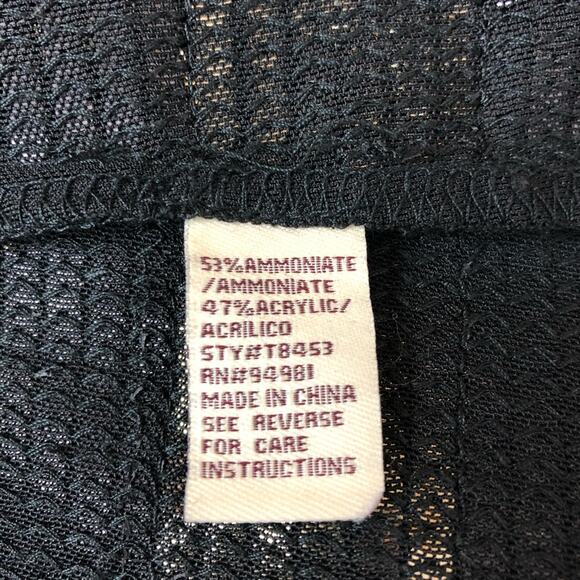 53%AMMONIATE
/AMMONIATE
47%ACRYLIC/
ACRILICO
STY#T8453
RN#94981
MADE IN CHINA
SEE REVERSE
FOR CARE
INSTRUCTIONS